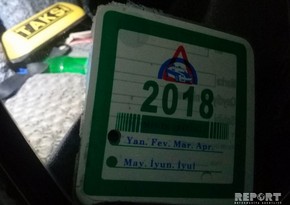 TAKSİ
2018
Yan. Fev. Mar. Apr.
May. İyun. İyul
REPORT